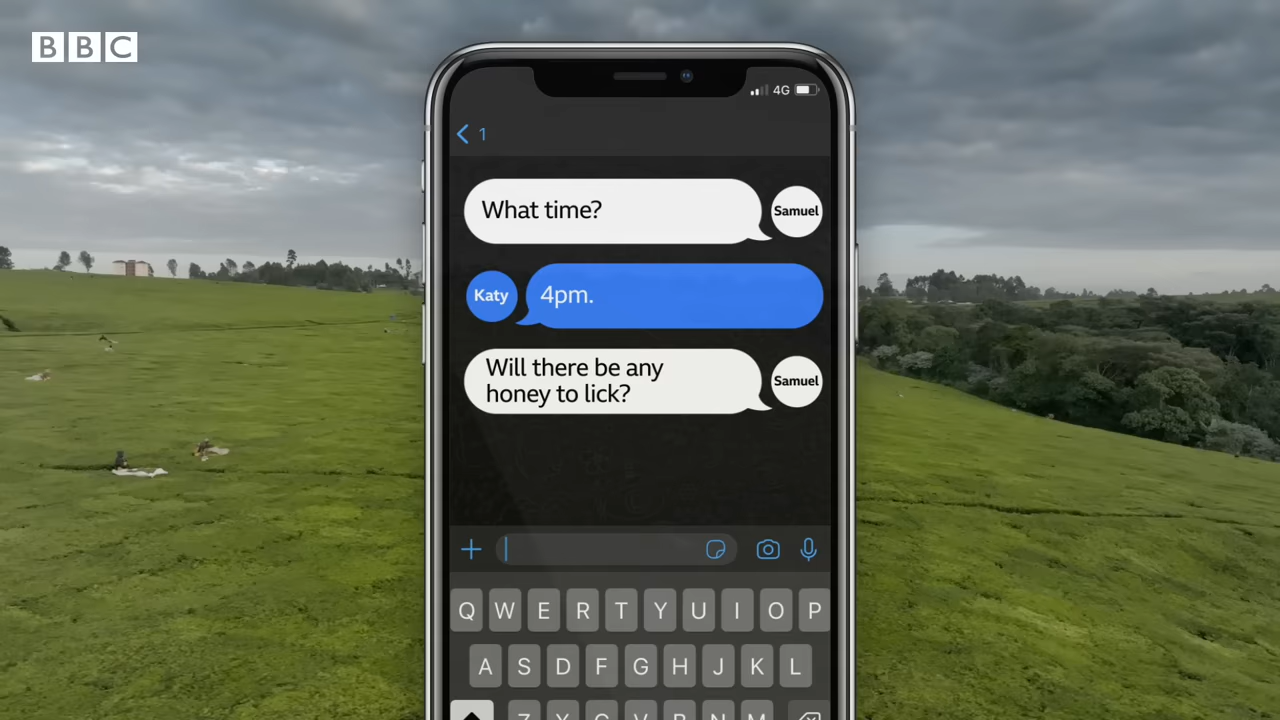 BBC
4G
1
What time?
Samuel
Katy
4pm.
Will there be any
honey to lick?
Samuel
Q W E R T Y U I O P
A S D F G H J K L
Z X C V B N M